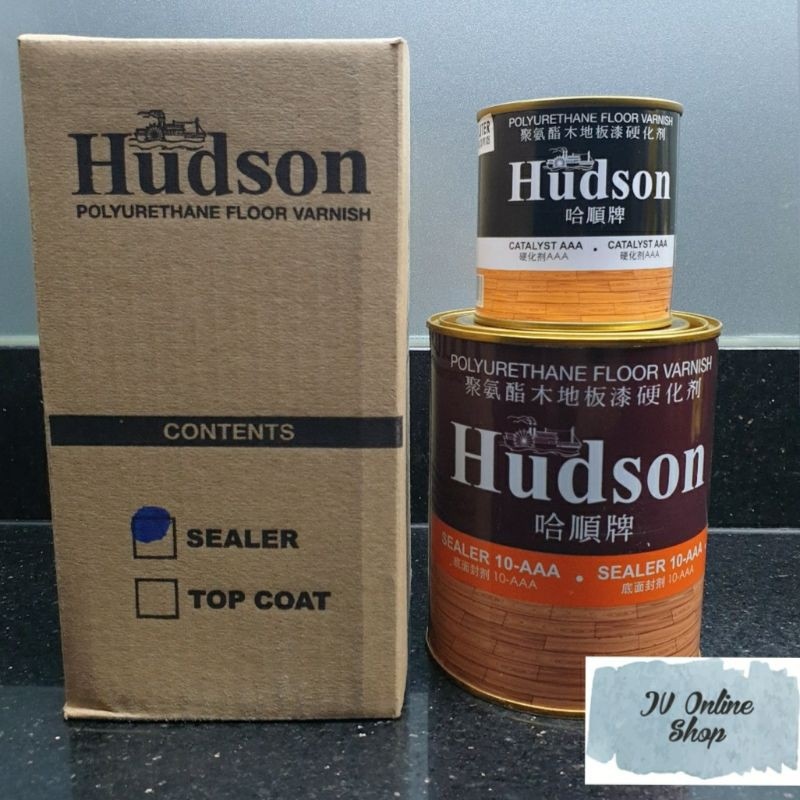 Hudson
POLYURETHANE FLOOR VARNISH
CONTENTS
SEALER
TOP COAT
POLYURETHANE FLOOR VARNISH
聚氨酯木地板漆硬化剂
Hudson
哈順牌
CATALYST AAA • CATALYST AAA
硬化剂AAA 硬化剂AAA
POLYURETHANE FLOOR VARNISH
聚氨酯木地板漆硬化剂
Hudson
哈順牌
SEALER 10-AAA • SEALER 10-AAA
底面封剂 10-AAA 底面封剂 10-AAA
JV Online
Shop